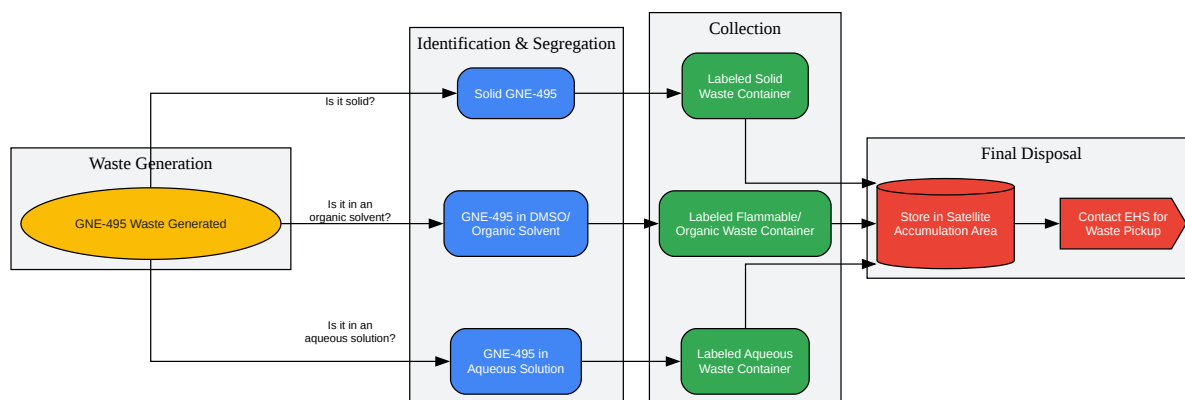 Waste Generation
GNE-495 Waste Generated
Is it solid?
Is it in an
organic solvent?
Is it in an
aqueous solution?
Identification & Segregation
Solid GNE-495
GNE-495 in DMSO/
Organic Solvent
GNE-495 in
Aqueous Solution
Collection
Labeled Solid
Waste Container
Labeled Flammable/
Organic Waste Container
Labeled Aqueous
Waste Container
Final Disposal
Store in Satellite
Accumulation Area
Contact EHS for
Waste Pickup